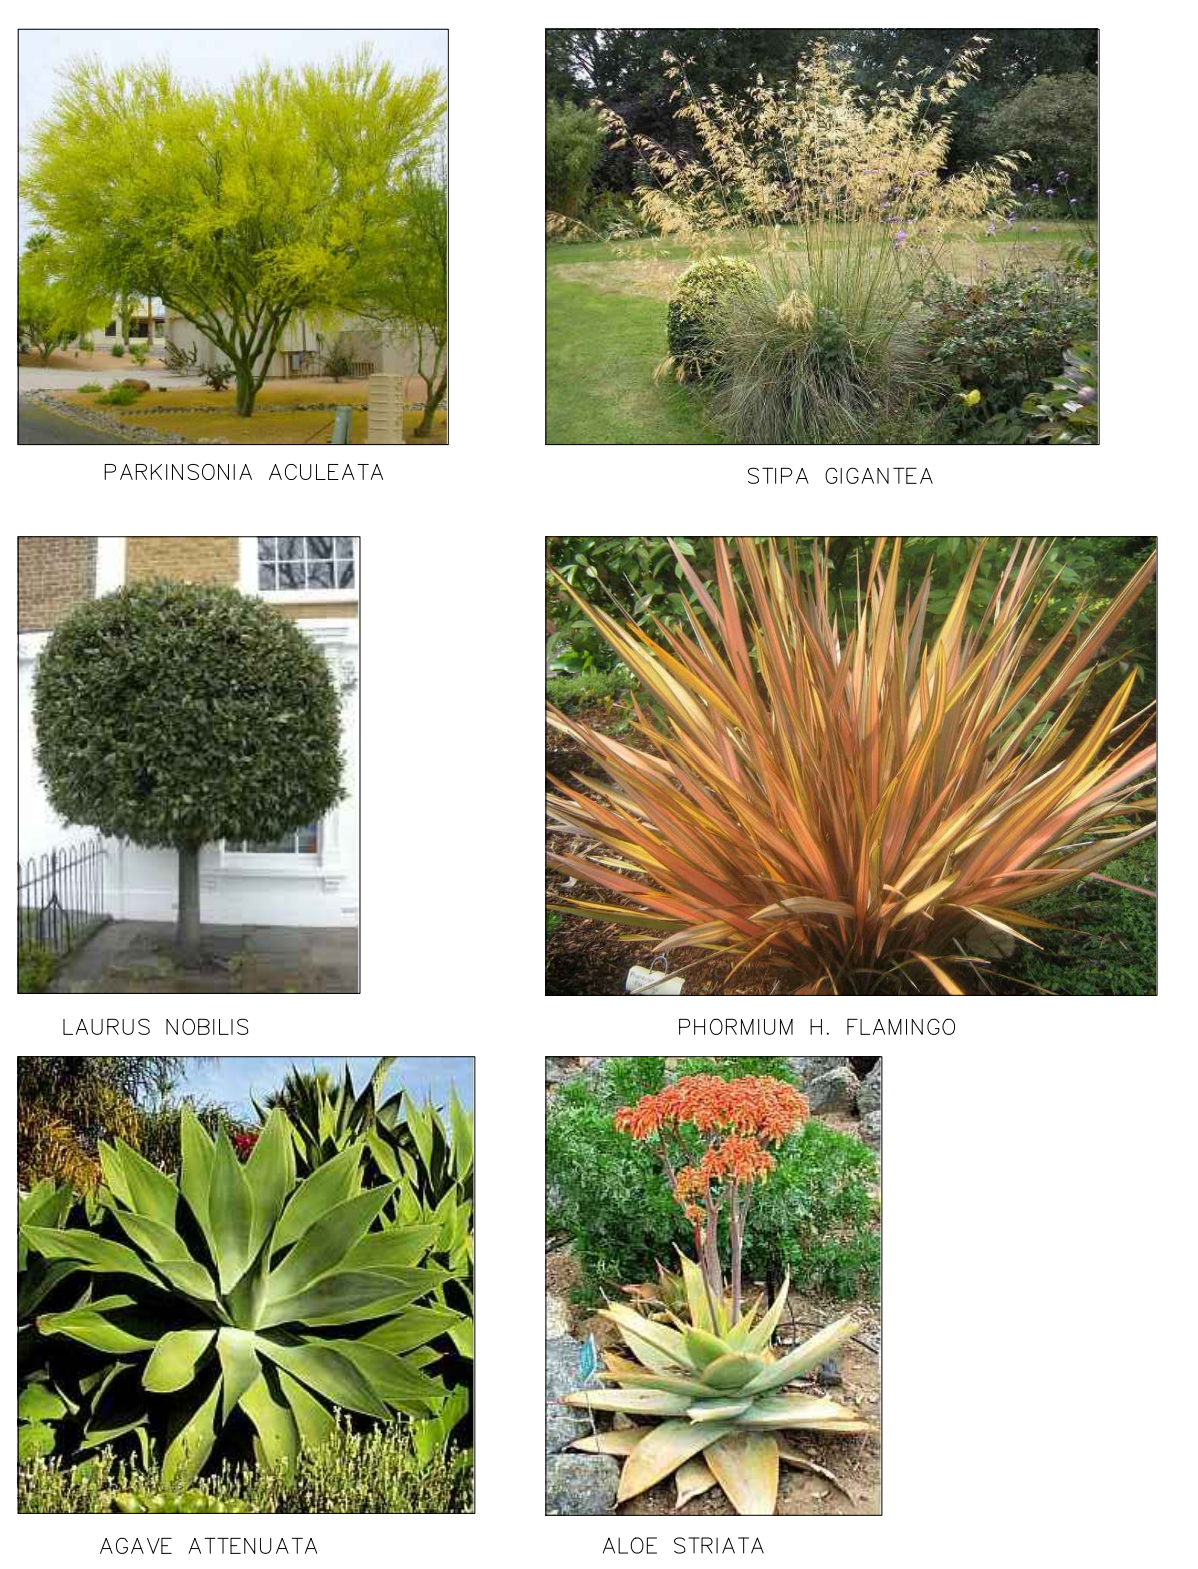 PARKINSONIA ACULEATA
STIPA GIGANTEA
LAURUS NOBILIS
PHORMIUM H. FLAMINGO
AGAVE ATTENUATA
ALOE STRIATA